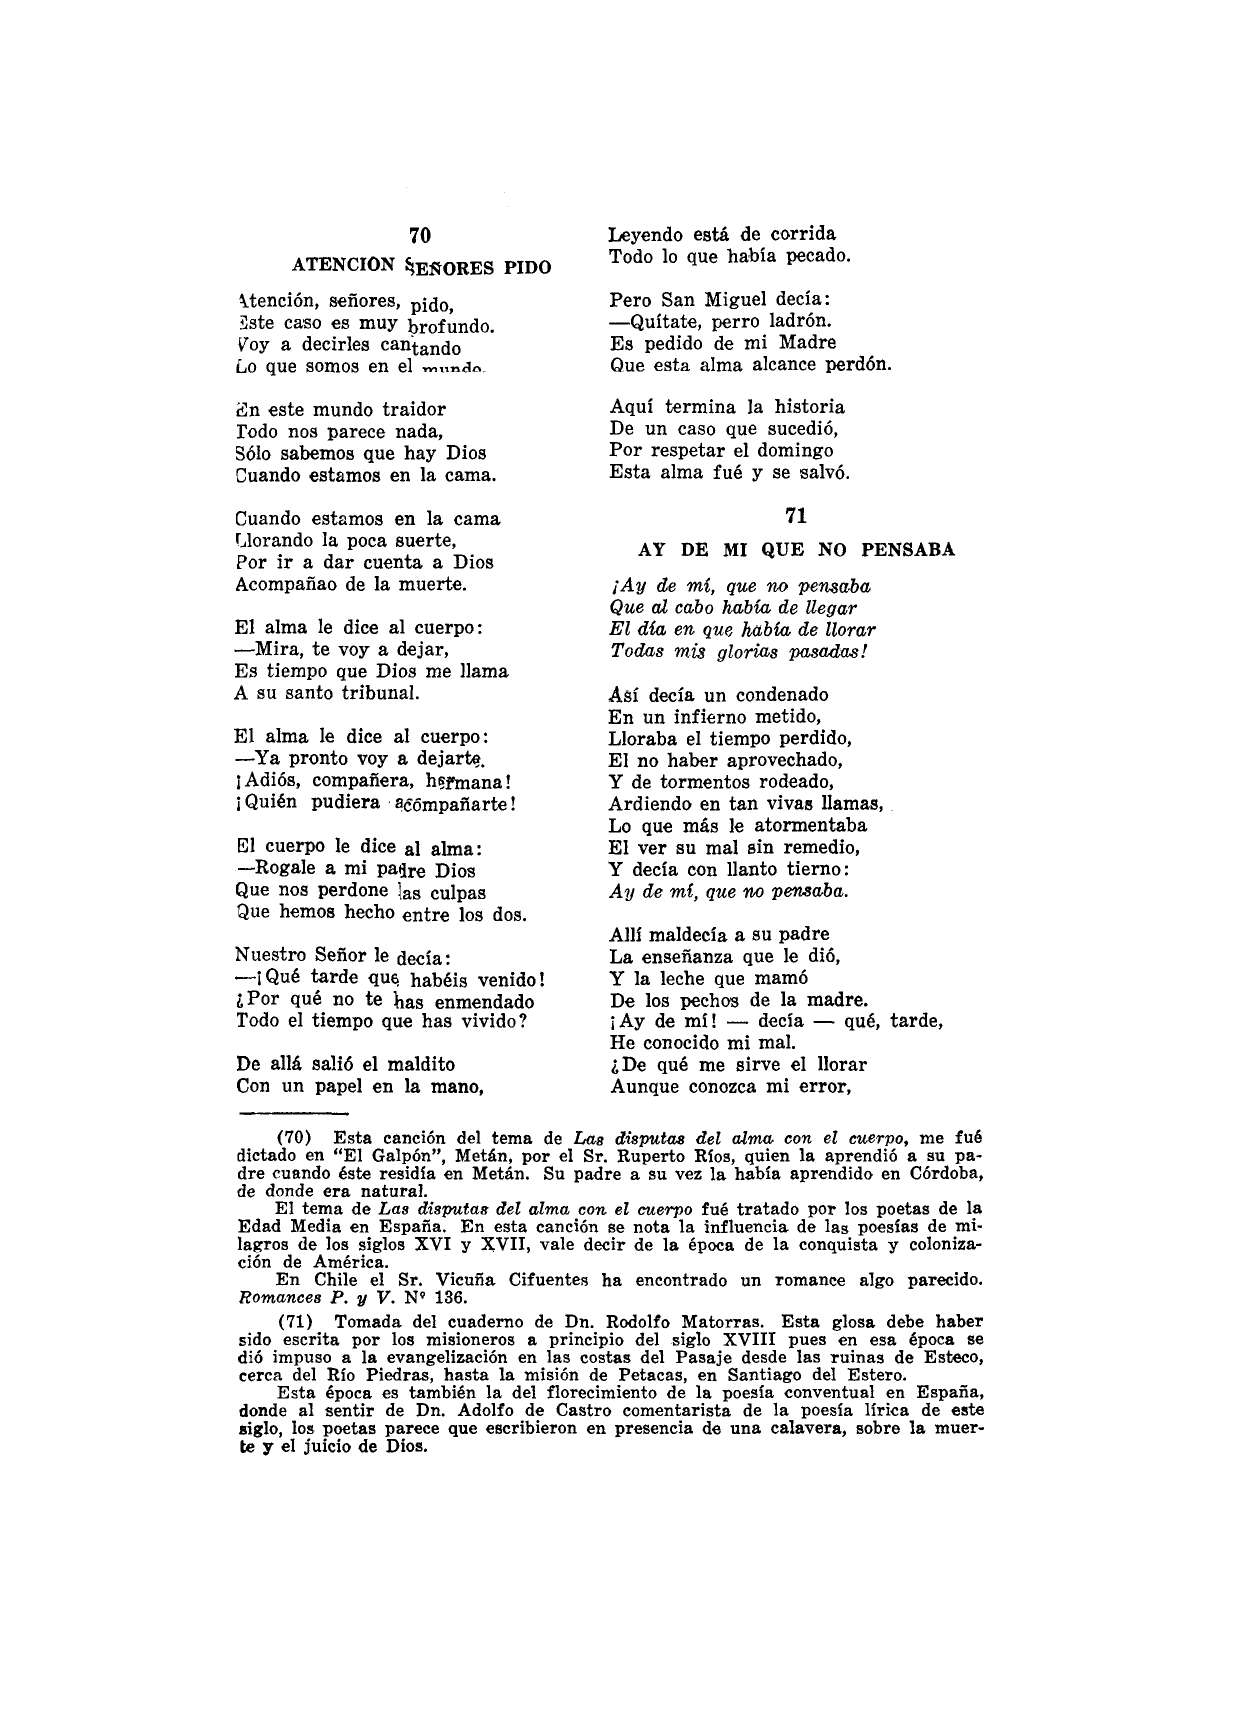 70
ATENCION SEÑORES PIDO
Atención, señores, pido,
Este caso es muy profundo.
Voy a decirles cantando
Lo que somos en el mundo.
En este mundo traidor
Todo nos parece nada,
Sólo sabemos que hay Dios
Cuando estamos en la cama.
Cuando estamos en la cama
Llorando la poca suerte,
Por ir a dar cuenta a Dios
Acompañao de la muerte.
El alma le dice al cuerpo:
—Mira, te voy a dejar,
Es tiempo que Dios me llama
A su santo tribunal.
El alma le dice al cuerpo:
—Ya pronto voy a dejarte.
¡Adiós, compañera, hermana!
¡Quién pudiera acompañarte!
El cuerpo le dice al alma:
—Rogale a mi padre Dios
Que nos perdone las culpas
Que hemos hecho entre los dos.
Nuestro Señor le decía:
—¡Qué tarde que habéis venido!
¿Por qué no te has enmendado
Todo el tiempo que has vivido?
De allá salió el maldito
Con un papel en la mano,
Leyendo está de corrida
Todo lo que había pecado.
Pero San Miguel decía:
—Quítate, perro ladrón.
Es pedido de mi Madre
Que esta alma alcance perdón.
Aquí termina la historia
De un caso que sucedió,
Por respetar el domingo
Esta alma fué y se salvó.
71
AY DE MI QUE NO PENSABA
¡Ay de mí, que no pensaba
Que al cabo había de llegar
El día en que había de llorar
Todas mis glorias pasadas!
Así decía un condenado
En un infierno metido,
Lloraba el tiempo perdido,
El no haber aprovechado,
Y de tormentos rodeado,
Ardiendo en tan vivas llamas,
Lo que más le atormentaba
El ver su mal sin remedio,
Y decía con llanto tierno:
Ay de mí, que no pensaba.
Allí maldecía a su padre
La enseñanza que le dió,
Y la leche que mamó
De los pechos de la madre.
¡Ay de mí! — decía — qué, tarde,
He conocido mi mal.
¿De qué me sirve el llorar
Aunque conozca mi error,
(70) Esta canción del tema de Las disputas del alma con el cuerpo, me fué
dictado en “El Galpón”, Metán, por el Sr. Ruperto Ríos, quien la aprendió a su pa-
dre cuando éste residía en Metán. Su padre a su vez la había aprendido en Córdoba,
de donde era natural.
El tema de Las disputas del alma con el cuerpo fué tratado por los poetas de la
Edad Media en España. En esta canción se nota la influencia de las poesías de mi-
lagros de los siglos XVI y XVII, vale decir de la época de la conquista y coloniza-
ción de América.
En Chile el Sr. Vicuña Cifuentes ha encontrado un romance algo parecido.
Romances P. y V. Nº 136.
(71) Tomada del cuaderno de Dn. Rodolfo Matorras. Esta glosa debe haber
sido escrita por los misioneros a principio del siglo XVIII pues en esa época se
dió impuso a la evangelización en las costas del Pasaje desde las ruinas de Esteco,
cerca del Río Piedras, hasta la misión de Petacas, en Santiago del Estero.
Esta época es también la del florecimiento de la poesía conventual en España,
donde al sentir de Dn. Adolfo de Castro comentarista de la poesía lírica de este
siglo, los poetas parece que escribieron en presencia de una calavera, sobre la muer-
te y el juicio de Dios.